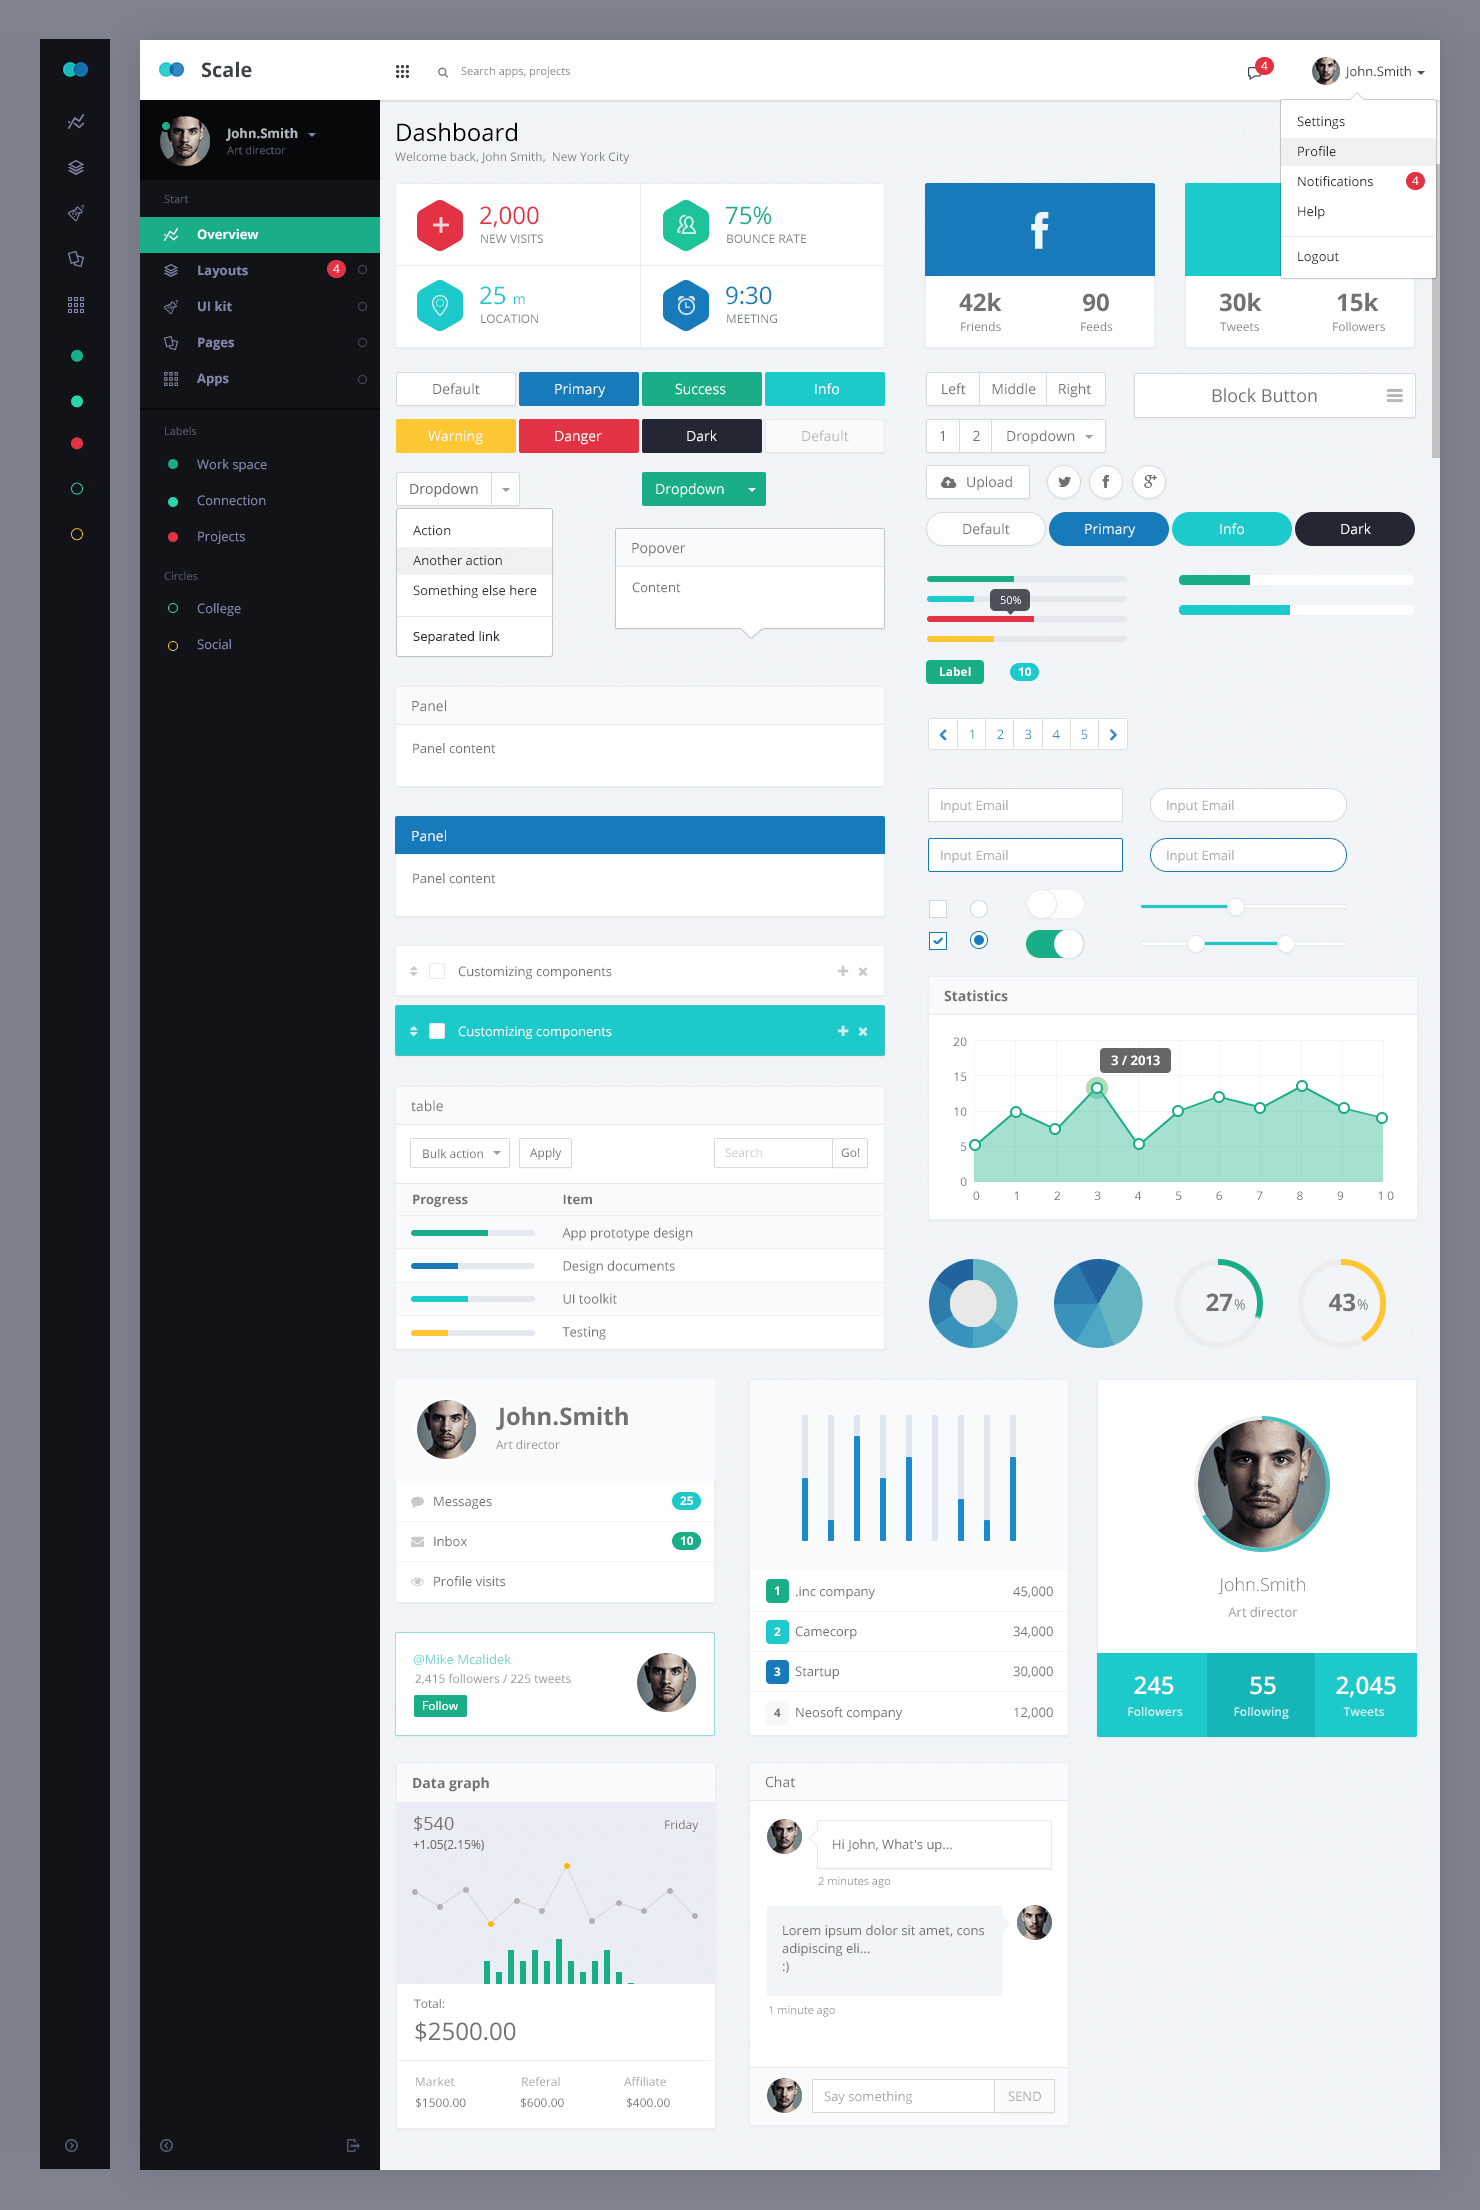 Scale
Search apps, projects
4
John.Smith
Settings
Profile
Notifications 4
Help
Logout
John.Smith
Art director
Start
Overview
Layouts 4
UI kit
Pages
Apps
Labels
Work space
Connection
Projects
Circles
College
Social
Dashboard
Welcome back, John Smith, New York City
2,000
NEW VISITS
75%
BOUNCE RATE
25 m
LOCATION
9:30
MEETING
f
42k 90
Friends Feeds
30k 15k
Tweets Followers
Default Primary Success Info
Warning Danger Dark Default
Dropdown
Dropdown
Action
Another action
Something else here
Separated link
Popover
Content
Left Middle Right
Block Button
1 2 Dropdown
Upload
f
g+
Default Primary Info Dark
50%
Label 10
1 2 3 4 5
Panel
Panel content
Panel
Panel content
Input Email Input Email
Input Email Input Email
Customizing components
Customizing components
Statistics
3 / 2013
20
15
10
5
0
0 1 2 3 4 5 6 7 8 9 1 0
table
Bulk action Apply Search Go!
Progress Item
App prototype design
Design documents
UI toolkit
Testing
27%
43%
John.Smith
Art director
Messages 25
Inbox 10
Profile visits
@Mike Mcalidek
2,415 followers / 225 tweets
Follow
1 .inc company 45,000
2 Camecorp 34,000
3 Startup 30,000
4 Neosoft company 12,000
John.Smith
Art director
245 55 2,045
Followers Following Tweets
Data graph
$540 Friday
+1.05(2.15%)
Total:
$2500.00
Market Referal Affiliate
$1500.00 $600.00 $400.00
Chat
Hi John, What's up...
2 minutes ago
Lorem ipsum dolor sit amet, cons
adipiscing eli...
:)
1 minute ago
Say something SEND